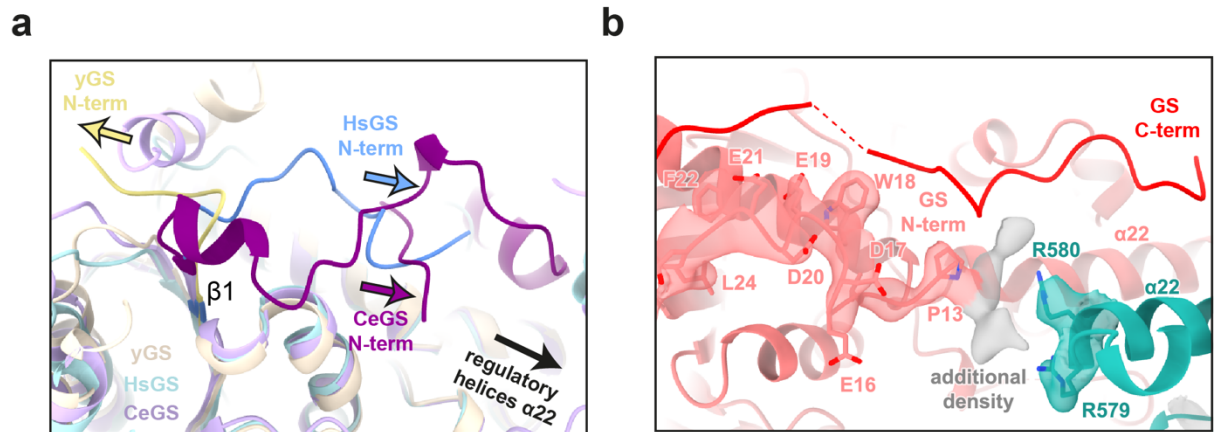 a
b
yGS
N-term
HsGS
N-term
β1
CeGS
N-term
yGS
HsGS
CeGS
regulatory
helices α22
GS
C-term
E21
E19
F22
W18
GS
N-term
D17
α22
R580
D20
L24
α22
P13
E16
additional
density
R579